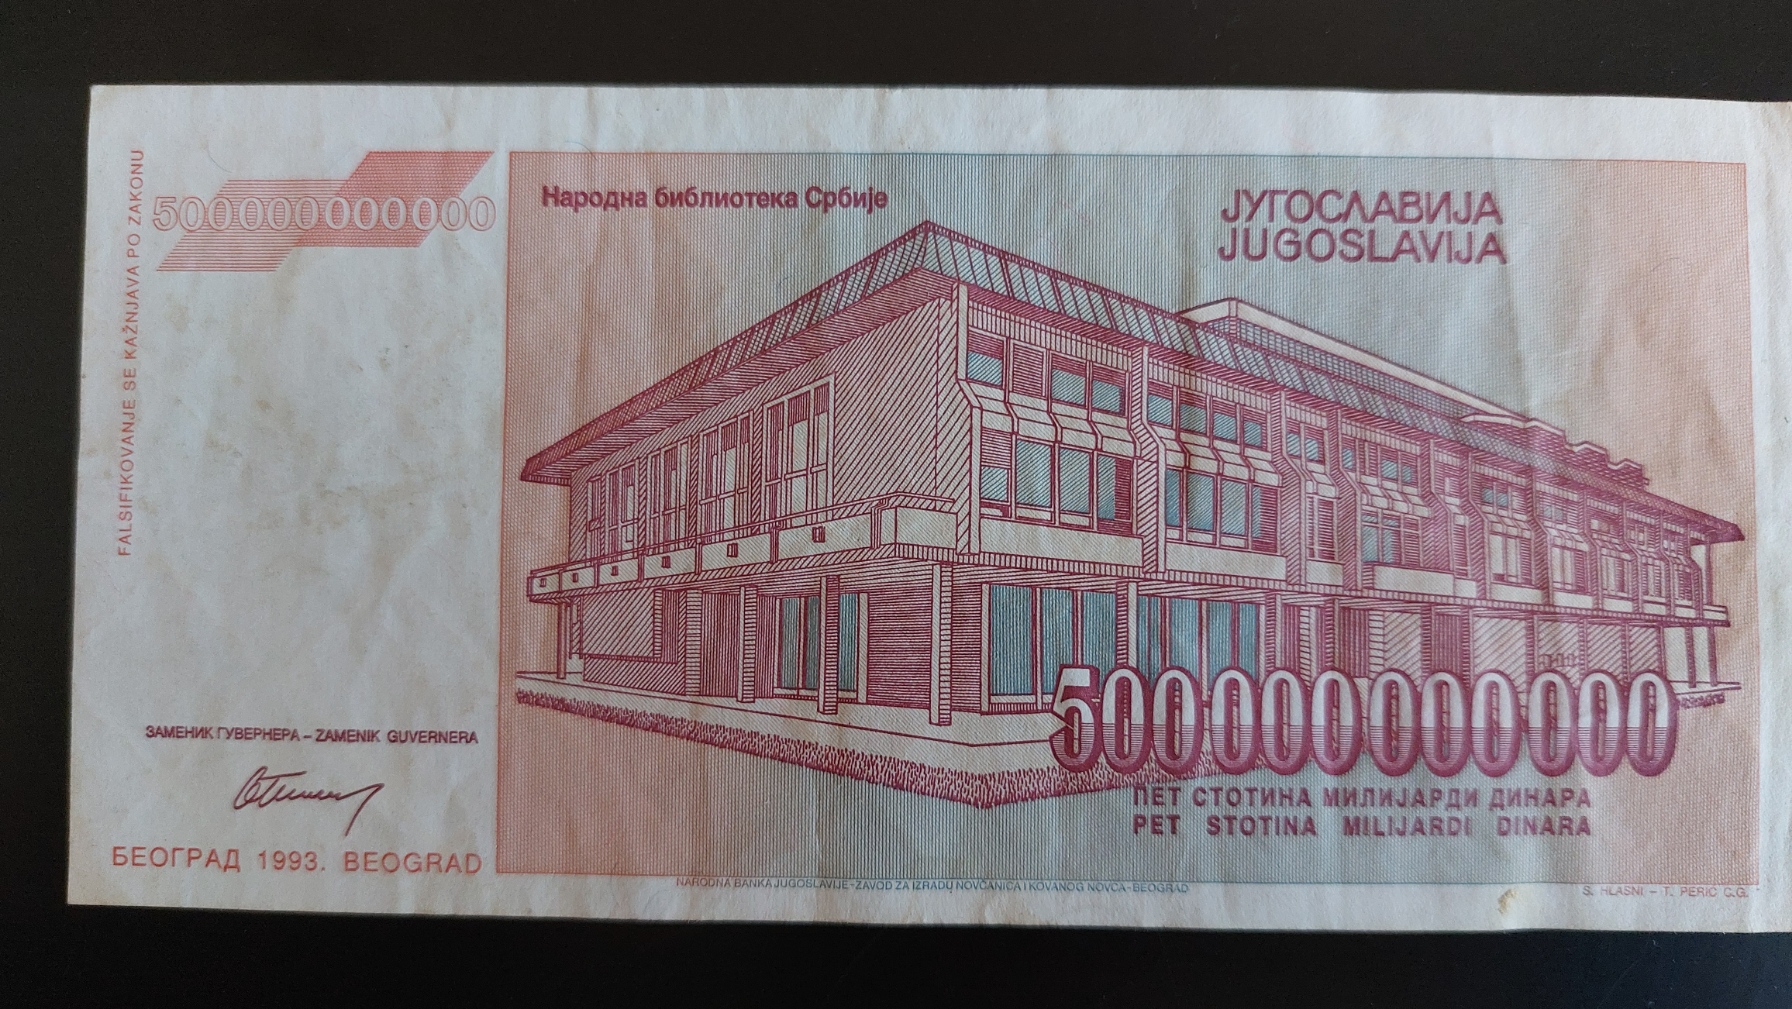 FALSIFIKOVANJE SE KAŽNJAVA PO ZAKONU
500000000000
Народна библиотека Србије
ЈУГОСЛАВИЈА
JUGOSLAVIJA
ЗАМЕНИК ГУВЕРНЕРА – ZAMENIK GUVERNERA
БЕОГРАД 1993. BEOGRAD
500000000000
ПЕТ СТОТИНА МИЛИЈАРДИ ДИНАРА
PET STOTINA MILIJARDI DINARA
NARODNA BANKA JUGOSLAVIJE-ZAVOD ZA IZRADU NOVČANICA I KOVANOG NOVCA-BEOGRAD
S. HLASNI – T. PERIĆ C.G.